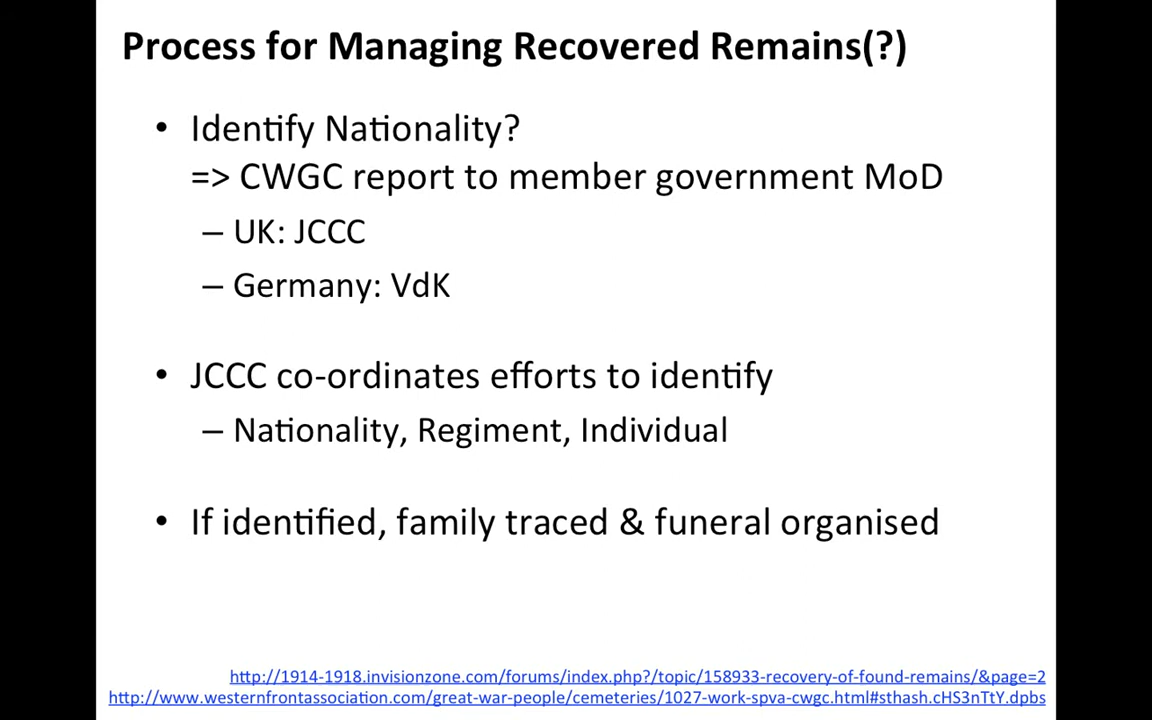 Process for Managing Recovered Remains(?)
• Identify Nationality?
=> CWGC report to member government MoD
– UK: JCCC
– Germany: VdK
• JCCC co-ordinates efforts to identify
– Nationality, Regiment, Individual
• If identified, family traced & funeral organised
http://1914-1918.invisionzone.com/forums/index.php?/topic/158933-recovery-of-found-remains/&page=2
http://www.westernfrontassociation.com/great-war-people/cemeteries/1027-work-spva-cwgc.html#sthash.cHS3nTtY.dpbs